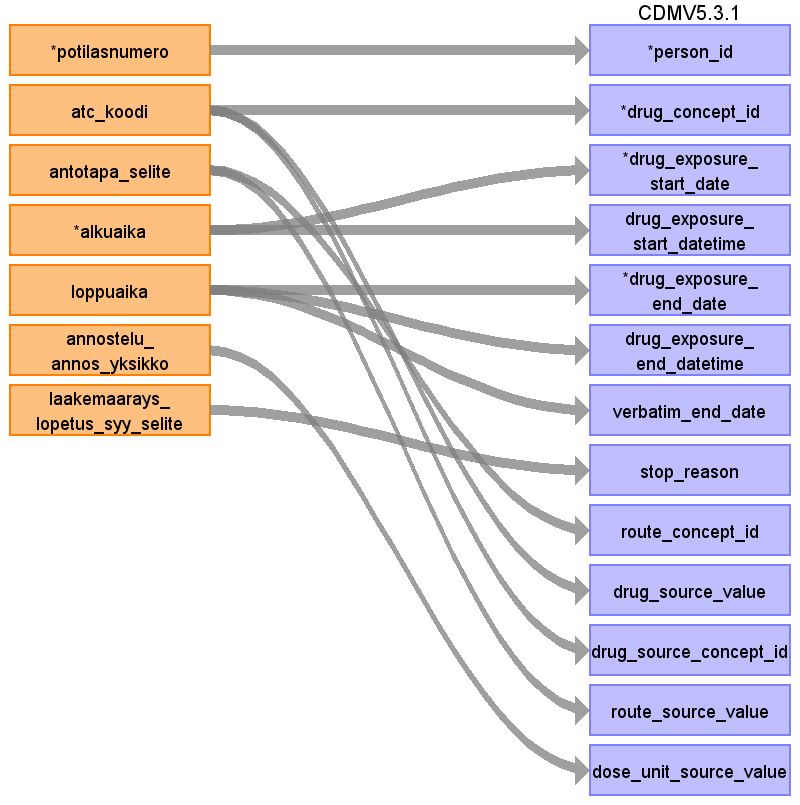 CDMV5.3.1
*potilasnumero
atc_koodi
antotapa_selite
*alkuaika
loppuaika
annostelu_
annos_yksikko
laakemaarays_
lopetus_syy_selite
*person_id
*drug_concept_id
*drug_exposure_
start_date
drug_exposure_
start_datetime
*drug_exposure_
end_date
drug_exposure_
end_datetime
verbatim_end_date
stop_reason
route_concept_id
drug_source_value
drug_source_concept_id
route_source_value
dose_unit_source_value